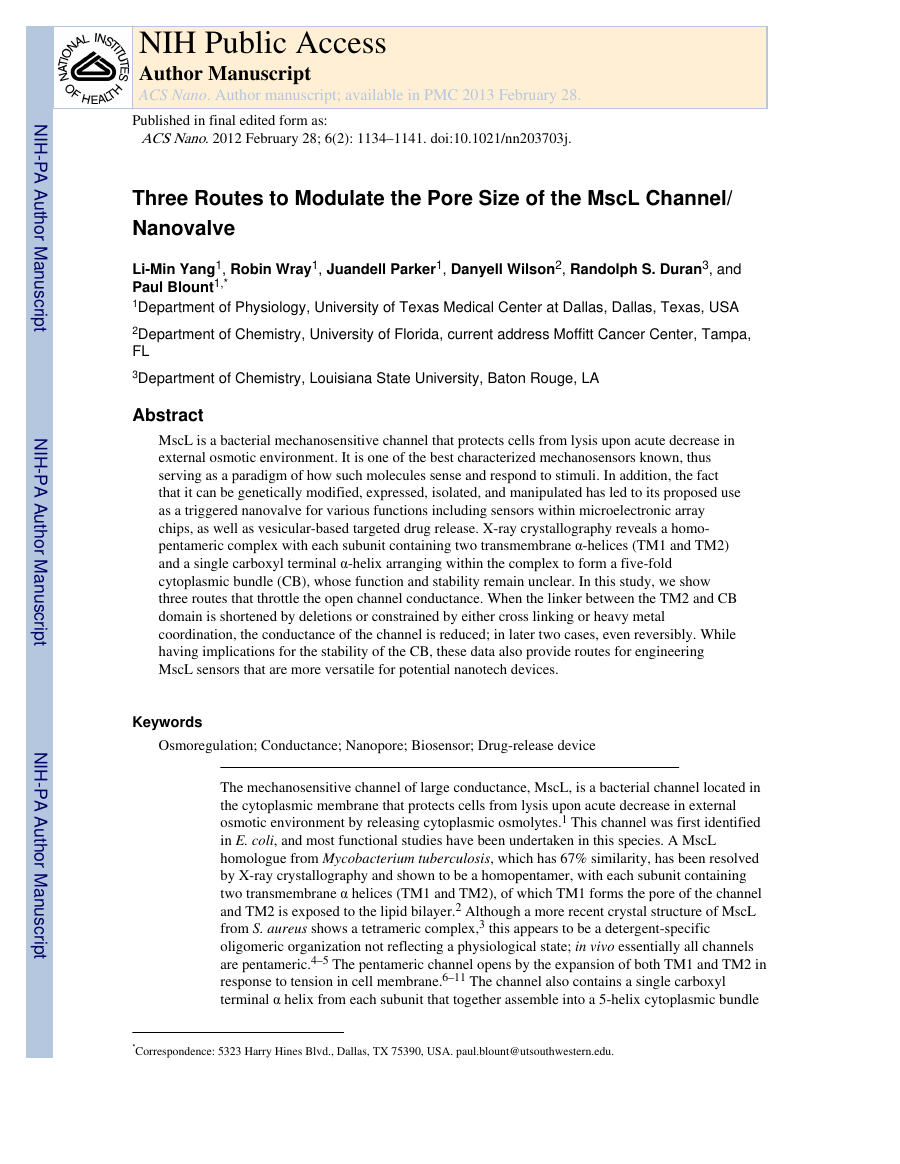 NATIONAL INSTITUTES OF HEALTH
NIH Public Access
Author Manuscript
ACS Nano. Author manuscript; available in PMC 2013 February 28.
NIH-PA Author Manuscript
NIH-PA Author Manuscript
NIH-PA Author Manuscript
Published in final edited form as:
ACS Nano. 2012 February 28; 6(2): 1134–1141. doi:10.1021/nn203703j.
Three Routes to Modulate the Pore Size of the MscL Channel/
Nanovalve
Li-Min Yang1, Robin Wray1, Juandell Parker1, Danyell Wilson2, Randolph S. Duran3, and
Paul Blount1,*
1Department of Physiology, University of Texas Medical Center at Dallas, Dallas, Texas, USA
2Department of Chemistry, University of Florida, current address Moffitt Cancer Center, Tampa,
FL
3Department of Chemistry, Louisiana State University, Baton Rouge, LA
Abstract
MscL is a bacterial mechanosensitive channel that protects cells from lysis upon acute decrease in
external osmotic environment. It is one of the best characterized mechanosensors known, thus
serving as a paradigm of how such molecules sense and respond to stimuli. In addition, the fact
that it can be genetically modified, expressed, isolated, and manipulated has led to its proposed use
as a triggered nanovalve for various functions including sensors within microelectronic array
chips, as well as vesicular-based targeted drug release. X-ray crystallography reveals a homo-
pentameric complex with each subunit containing two transmembrane α-helices (TM1 and TM2)
and a single carboxyl terminal α-helix arranging within the complex to form a five-fold
cytoplasmic bundle (CB), whose function and stability remain unclear. In this study, we show
three routes that throttle the open channel conductance. When the linker between the TM2 and CB
domain is shortened by deletions or constrained by either cross linking or heavy metal
coordination, the conductance of the channel is reduced; in later two cases, even reversibly. While
having implications for the stability of the CB, these data also provide routes for engineering
MscL sensors that are more versatile for potential nanotech devices.
Keywords
Osmoregulation; Conductance; Nanopore; Biosensor; Drug-release device
The mechanosensitive channel of large conductance, MscL, is a bacterial channel located in
the cytoplasmic membrane that protects cells from lysis upon acute decrease in external
osmotic environment by releasing cytoplasmic osmolytes.1 This channel was first identified
in E. coli, and most functional studies have been undertaken in this species. A MscL
homologue from Mycobacterium tuberculosis, which has 67% similarity, has been resolved
by X-ray crystallography and shown to be a homopentamer, with each subunit containing
two transmembrane α helices (TM1 and TM2), of which TM1 forms the pore of the channel
and TM2 is exposed to the lipid bilayer.2 Although a more recent crystal structure of MscL
from S. aureus shows a tetrameric complex,3 this appears to be a detergent-specific
oligomeric organization not reflecting a physiological state; in vivo essentially all channels
are pentameric.4–5 The pentameric channel opens by the expansion of both TM1 and TM2 in
response to tension in cell membrane.6–11 The channel also contains a single carboxyl
terminal α helix from each subunit that together assemble into a 5-helix cytoplasmic bundle
*Correspondence: 5323 Harry Hines Blvd., Dallas, TX 75390, USA. paul.blount@utsouthwestern.edu.